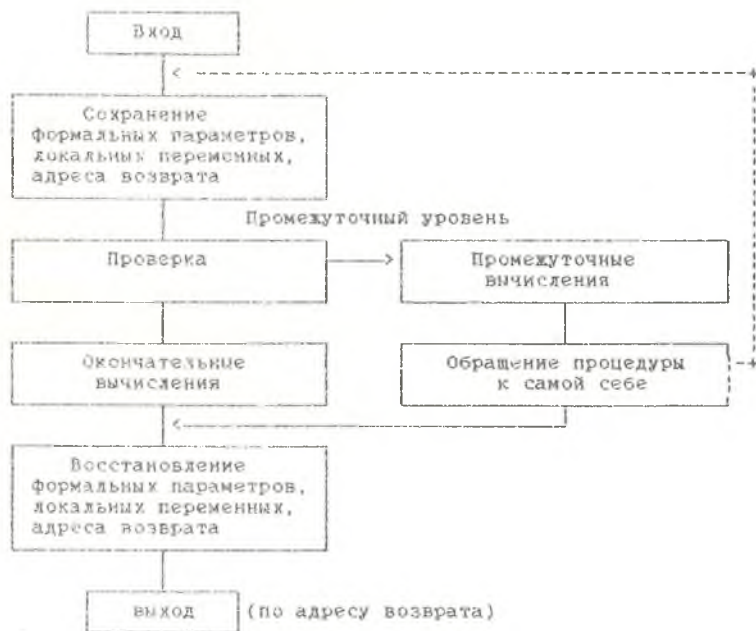 Вход
Сохранение
формальных параметров,
локальных переменных,
адреса возврата
Промежуточный уровень
Проверка
Промежуточные
вычисления
Окончательные
вычисления
Обращение процедуры
к самой себе
Восстановление
формальных параметров,
локальных переменных,
адреса возврата
выход (по адресу возврата)